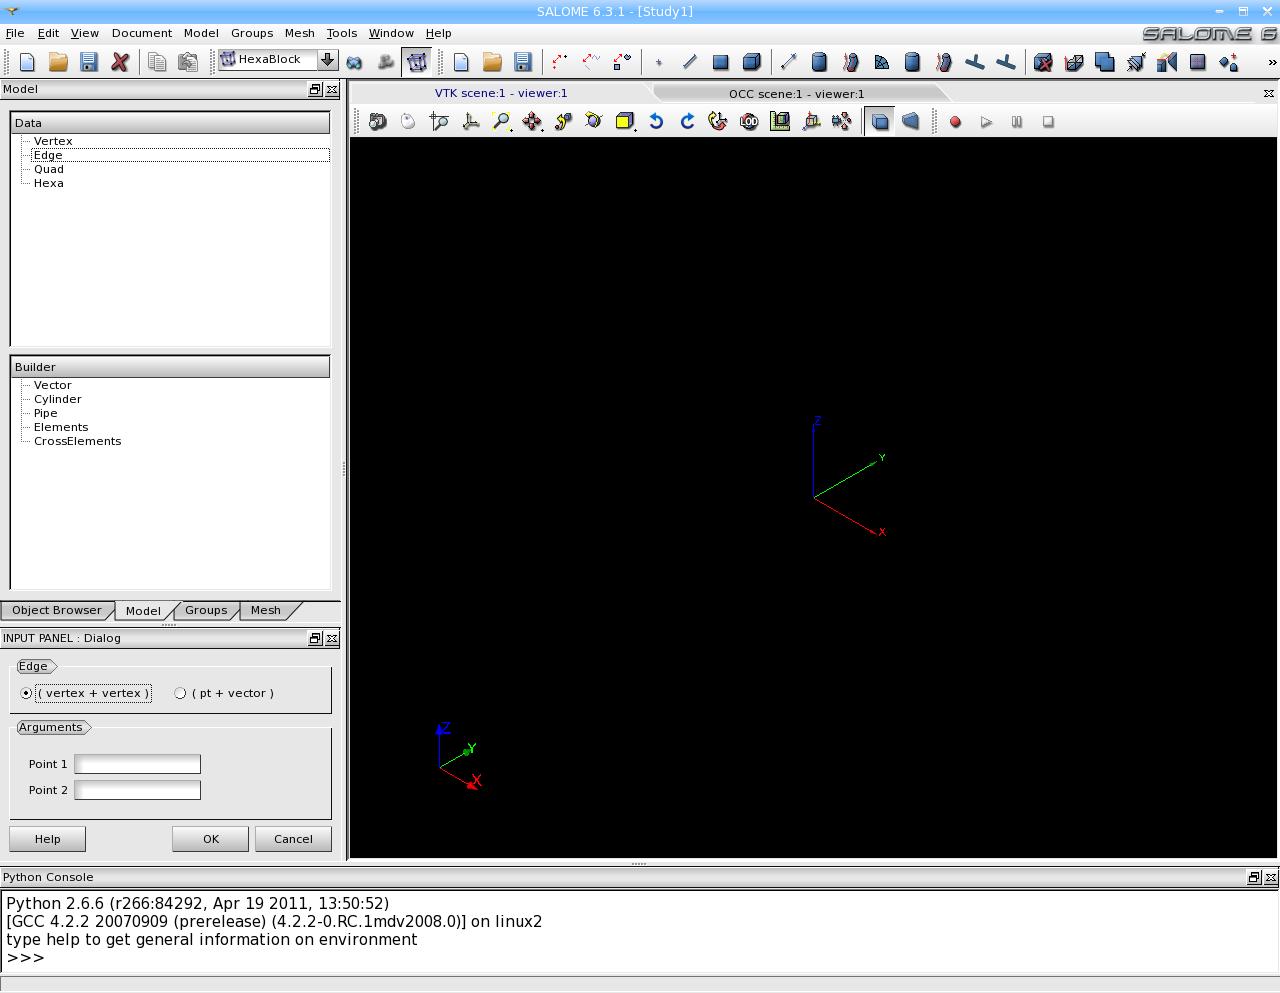 SALOME 6.3.1 - [Study1]
File Edit View Document Model Groups Mesh Tools Window Help
SALOME 6
HexaBlock
Model
VTK scene:1 - viewer:1
OCC scene:1 - viewer:1
Data
Vertex
Edge
Quad
Hexa
Builder
Vector
Cylinder
Pipe
Elements
CrossElements
Z
Y
X
Object Browser Model Groups Mesh
INPUT PANEL : Dialog
Edge
( vertex + vertex ) ( pt + vector )
Arguments
Point 1
Point 2
Help OK Cancel
Z
Y
X
Python Console
Python 2.6.6 (r266:84292, Apr 19 2011, 13:50:52)
[GCC 4.2.2 20070909 (prerelease) (4.2.2-0.RC.1mdv2008.0)] on linux2
type help to get general information on environment
>>>